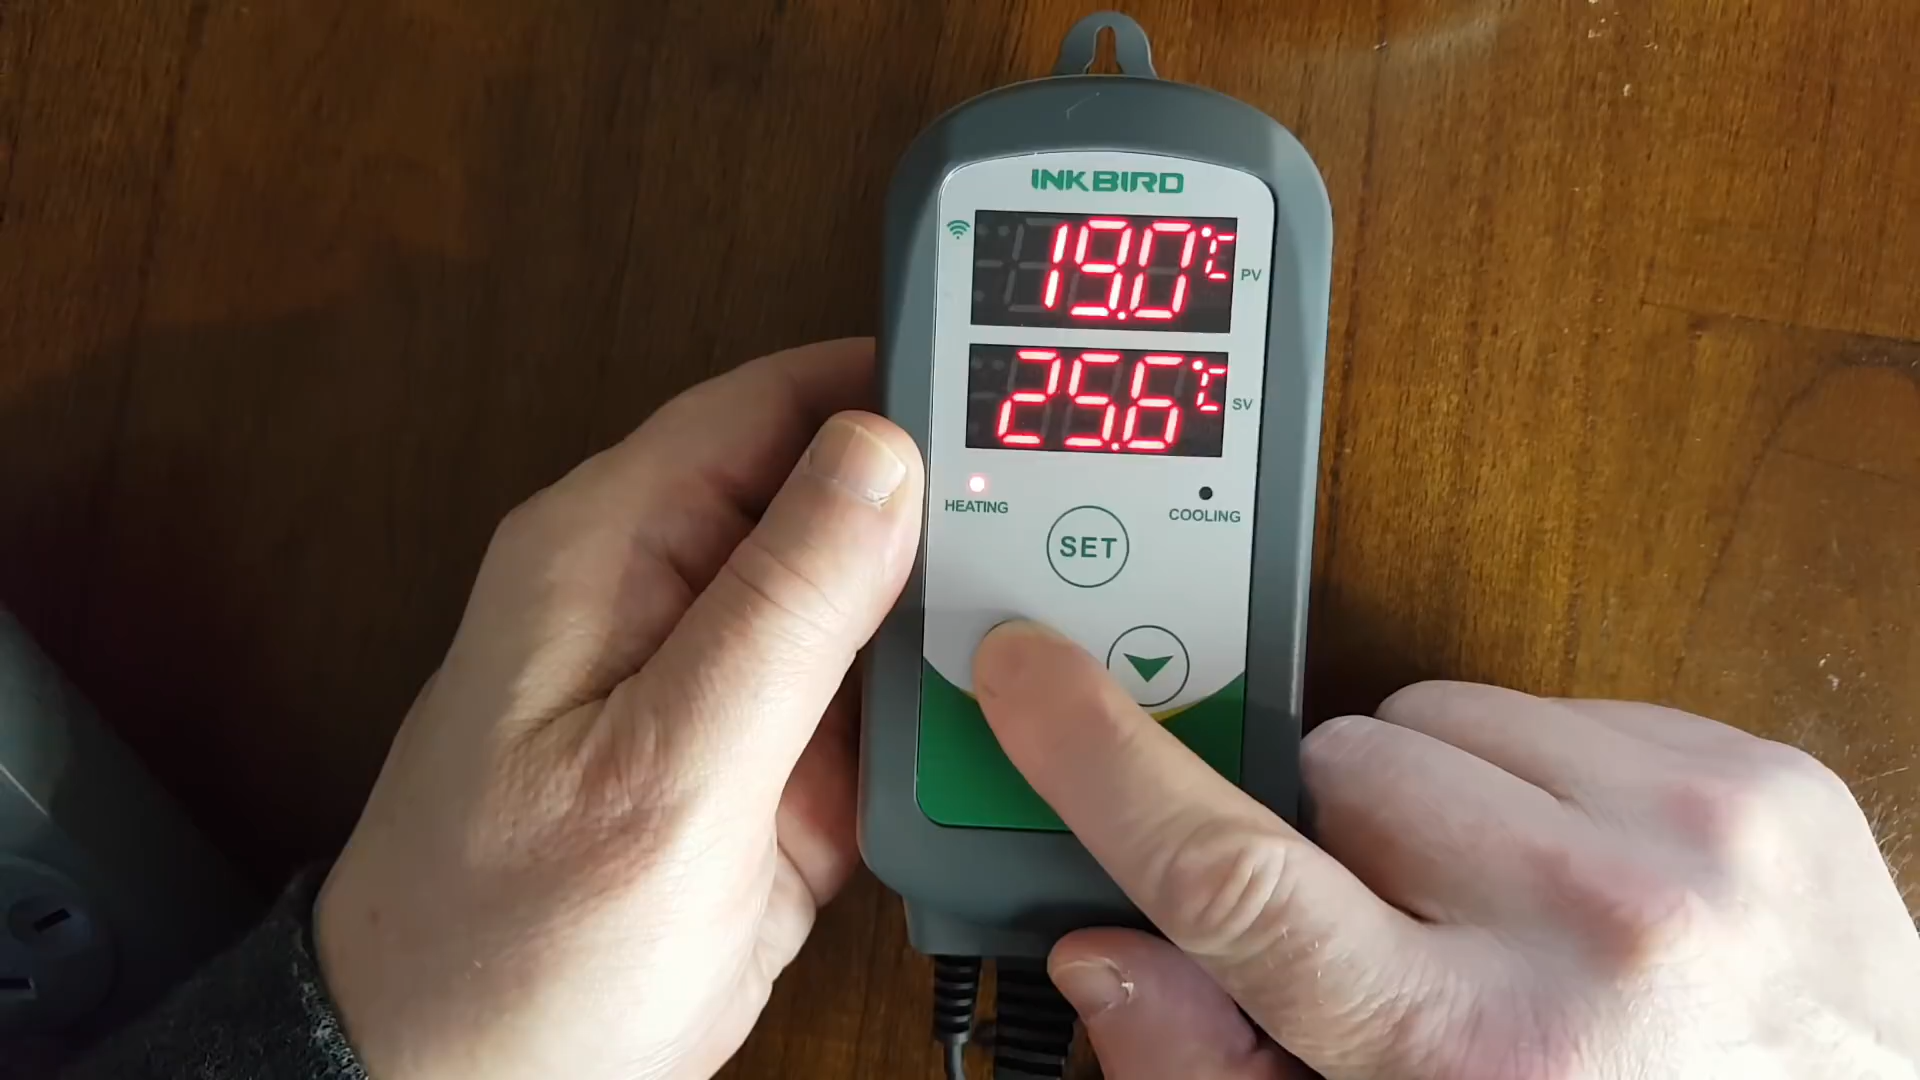 INKBIRD
19.0°C PV
25.6°C SV
HEATING
COOLING
SET